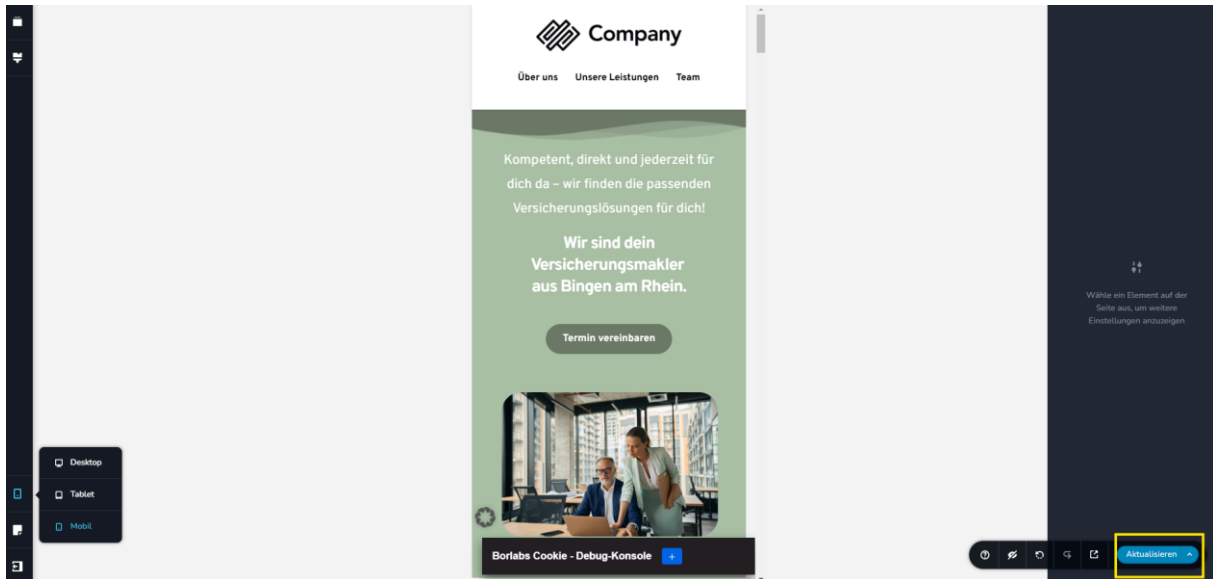 Company
Über uns Unsere Leistungen Team
Kompetent, direkt und jederzeit für
dich da – wir finden die passenden
Versicherungslösungen für dich!
Wir sind dein
Versicherungsmakler
aus Bingen am Rhein.
Termin vereinbaren
Wähle ein Element auf der
Seite aus, um weitere
Einstellungen anzuzeigen
Desktop
Tablet
Mobil
Borlabs Cookie - Debug-Konsole +
Aktualisieren